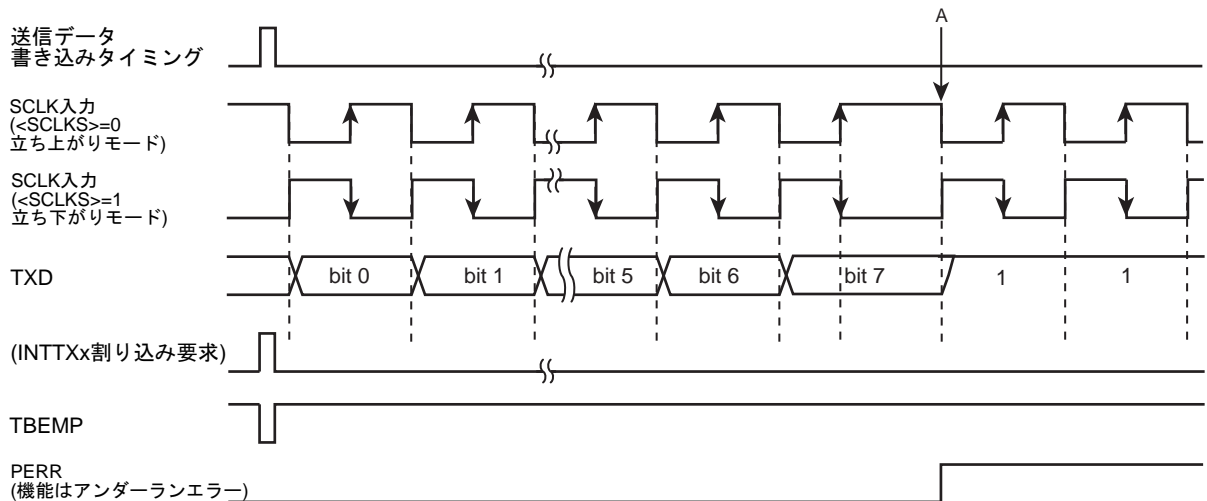 A
送信データ
書き込みタイミング
SCLK入力
(<SCLKS>=0
立ち上がりモード)
SCLK入力
(<SCLKS>=1
立ち下がりモード)
TXD
bit 0
bit 1
bit 5
bit 6
bit 7
1
1
(INTTXx割り込み要求)
TBEMP
PERR
(機能はアンダーランエラー)